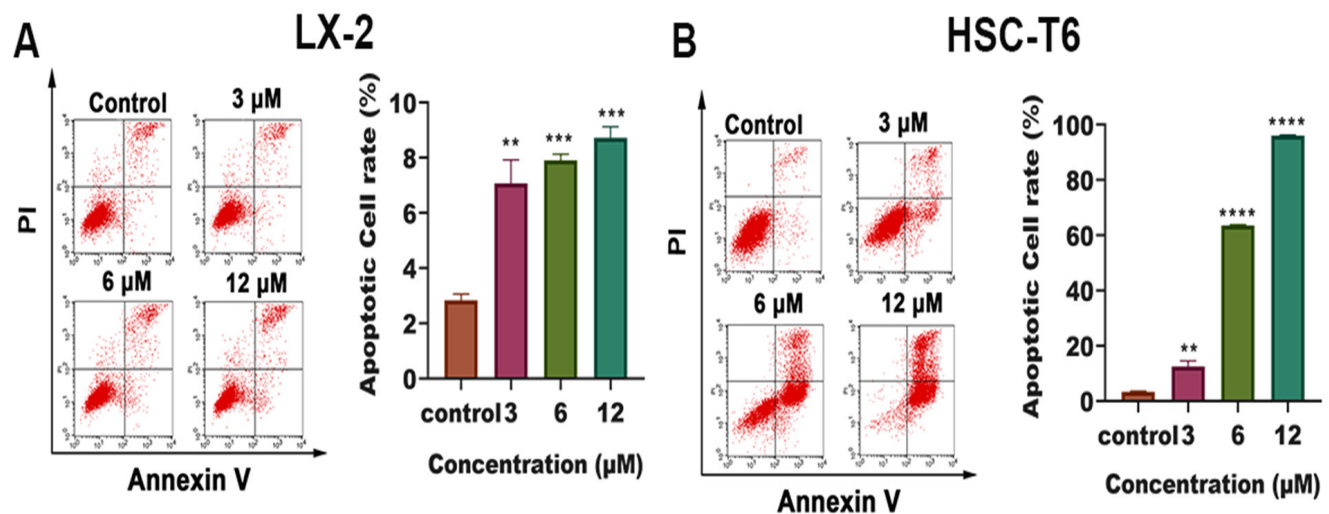 A
LX-2
Control
3 µM
6 µM
12 µM
PI
Annexin V
Apoptotic Cell rate (%)
10
8
6
4
2
0
**
***
***
control 3 6 12
Concentration (µM)
B
HSC-T6
Control
3 µM
6 µM
12 µM
PI
Annexin V
Apoptotic Cell rate (%)
100
80
60
40
20
0
**
****
****
control 3 6 12
Concentration (µM)